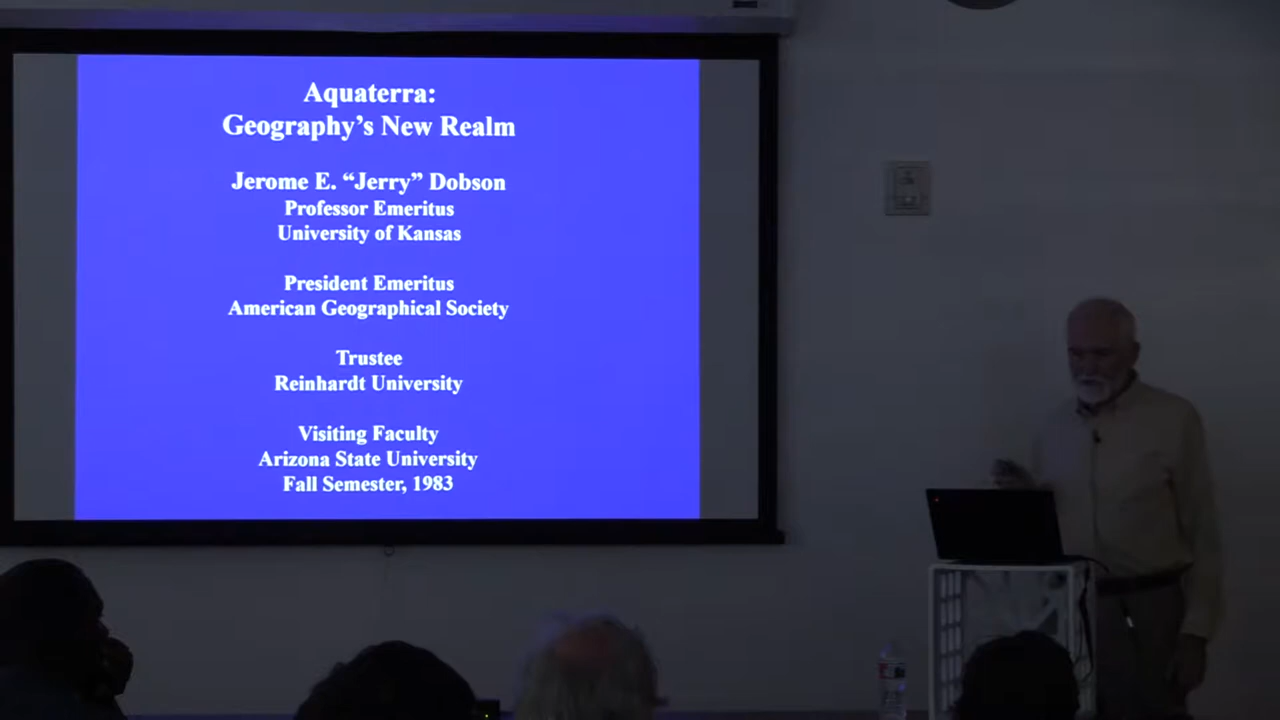 Aquaterra:
Geography's New Realm
Jerome E. “Jerry” Dobson
Professor Emeritus
University of Kansas
President Emeritus
American Geographical Society
Trustee
Reinhardt University
Visiting Faculty
Arizona State University
Fall Semester, 1983